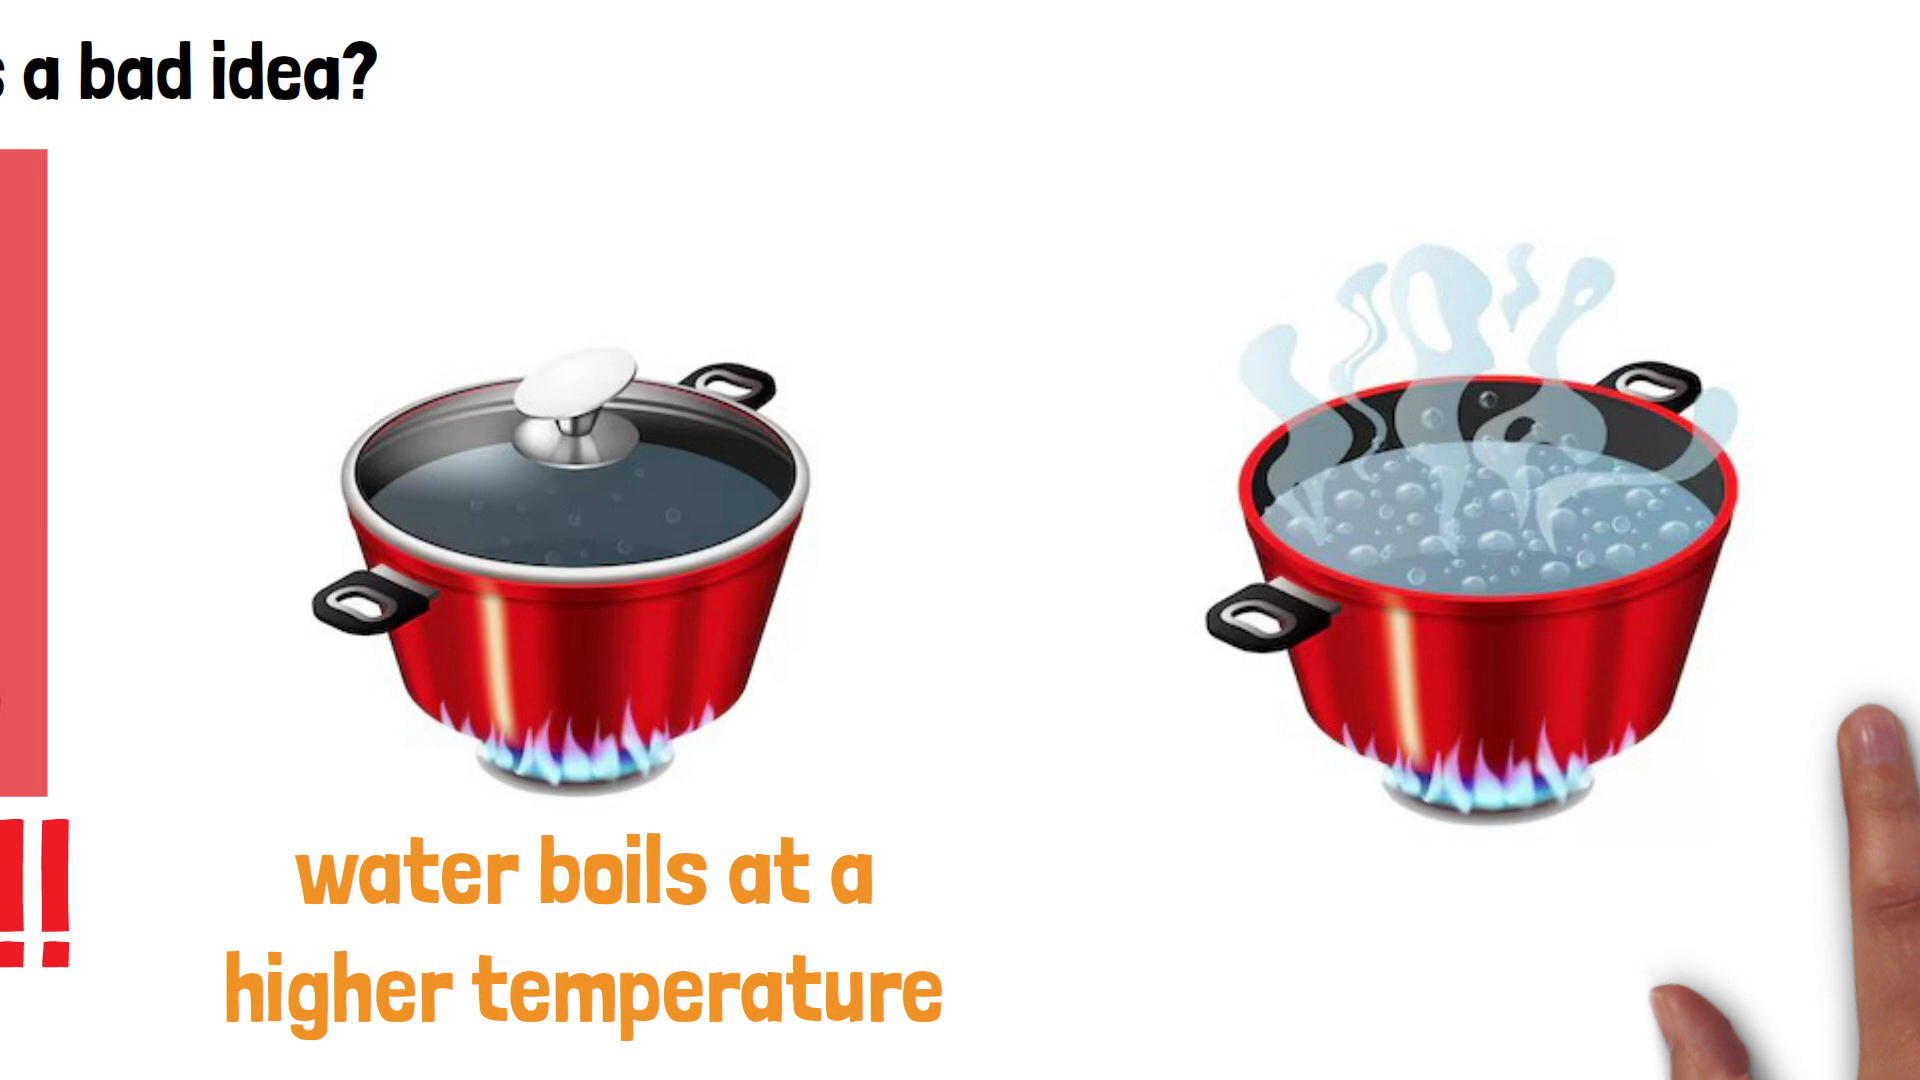 a bad idea?
!!
water boils at a
higher temperature